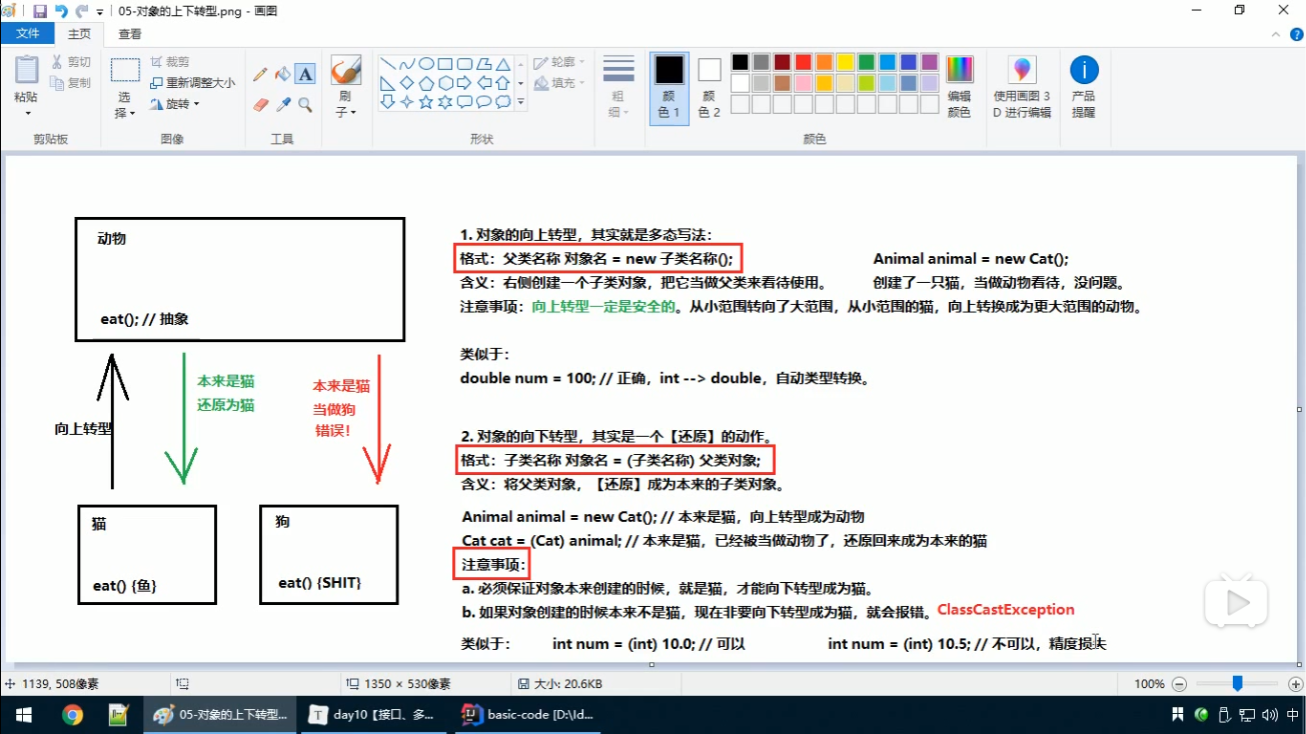 05-对象的上下转型.png - 画图
文件 主页 查看
粘贴
剪切
复制
剪贴板
选择
裁剪
重新调整大小
旋转
图像
A
工具
刷子
形状
轮廓
填充
粗细
颜色 1
颜色 2
颜色
编辑颜色
使用画图 3D 进行编辑
产品提醒
动物
eat(); // 抽象
向上转型
本来是猫
还原为猫
本来是猫
当做狗
错误!
猫
eat() {鱼}
狗
eat() {SHIT}
1. 对象的向上转型，其实就是多态写法：
格式：父类名称 对象名 = new 子类名称(); Animal animal = new Cat();
含义：右侧创建一个子类对象，把它当做父类来看待使用。 创建了一只猫，当做动物看待，没问题。
注意事项：向上转型一定是安全的。从小范围转向了大范围，从小范围的猫，向上转换成为更大范围的动物。
类似于：
double num = 100; // 正确，int --> double，自动类型转换。
2. 对象的向下转型，其实是一个【还原】的动作。
格式：子类名称 对象名 = (子类名称) 父类对象;
含义：将父类对象，【还原】成为本来的子类对象。
Animal animal = new Cat(); // 本来是猫，向上转型成为动物
Cat cat = (Cat) animal; // 本来是猫，已经被当做动物了，还原回来成为本来的猫
注意事项：
a. 必须保证对象本来创建的时候，就是猫，才能向下转型成为猫。
b. 如果对象创建的时候本来不是猫，现在非要向下转型成为猫，就会报错。ClassCastException
类似于： int num = (int) 10.0; // 可以 int num = (int) 10.5; // 不可以，精度损失
1139, 508像素 1350 × 530像素 大小: 20.6KB 100%
05-对象的上下转型... day10【接口、多... basic-code [D:\Id... 中